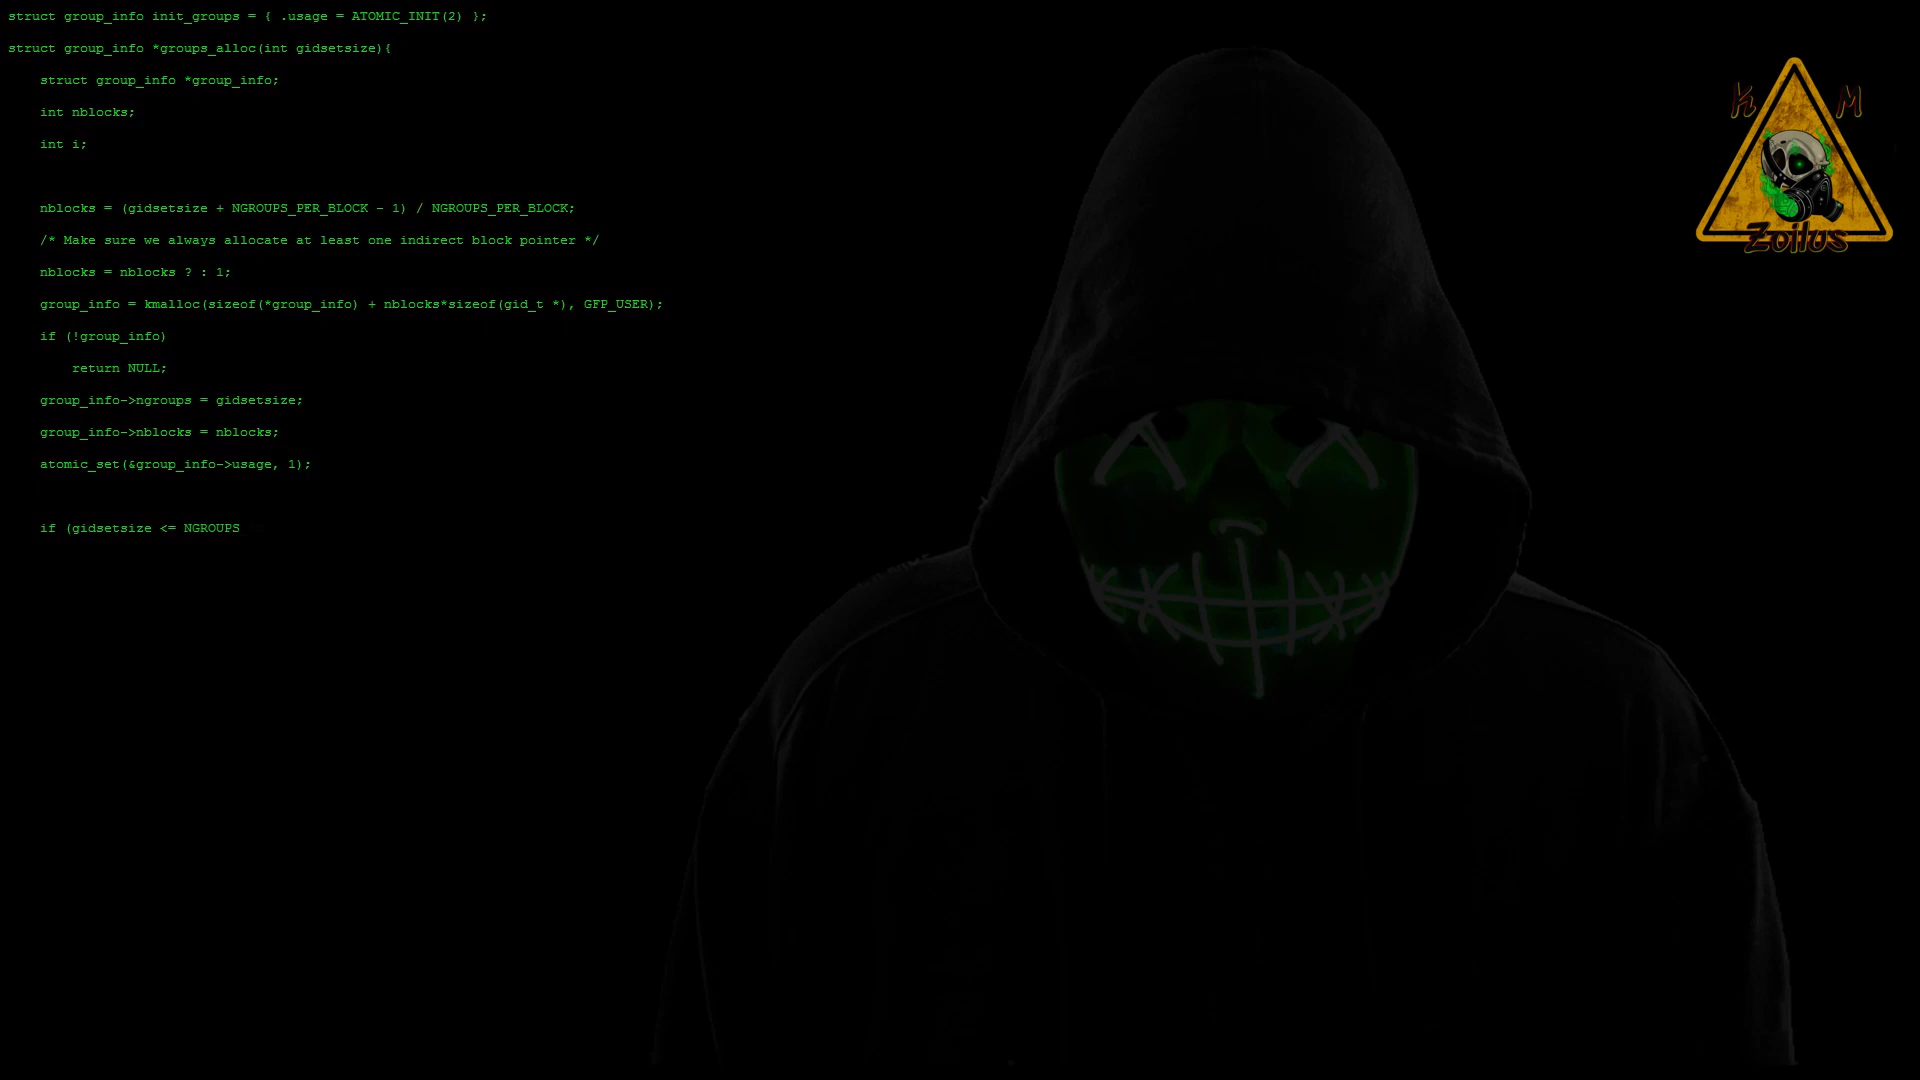 struct group_info init_groups = { .usage = ATOMIC_INIT(2) };
struct group_info *groups_alloc(int gidsetsize){
    struct group_info *group_info;
    int nblocks;
    int i;

    nblocks = (gidsetsize + NGROUPS_PER_BLOCK - 1) / NGROUPS_PER_BLOCK;
    /* Make sure we always allocate at least one indirect block pointer */
    nblocks = nblocks ? : 1;
    group_info = kmalloc(sizeof(*group_info) + nblocks*sizeof(gid_t *), GFP_USER);
    if (!group_info)
        return NULL;
    group_info->ngroups = gidsetsize;
    group_info->nblocks = nblocks;
    atomic_set(&group_info->usage, 1);

    if (gidsetsize <= NGROUPS
K M
Zoilus